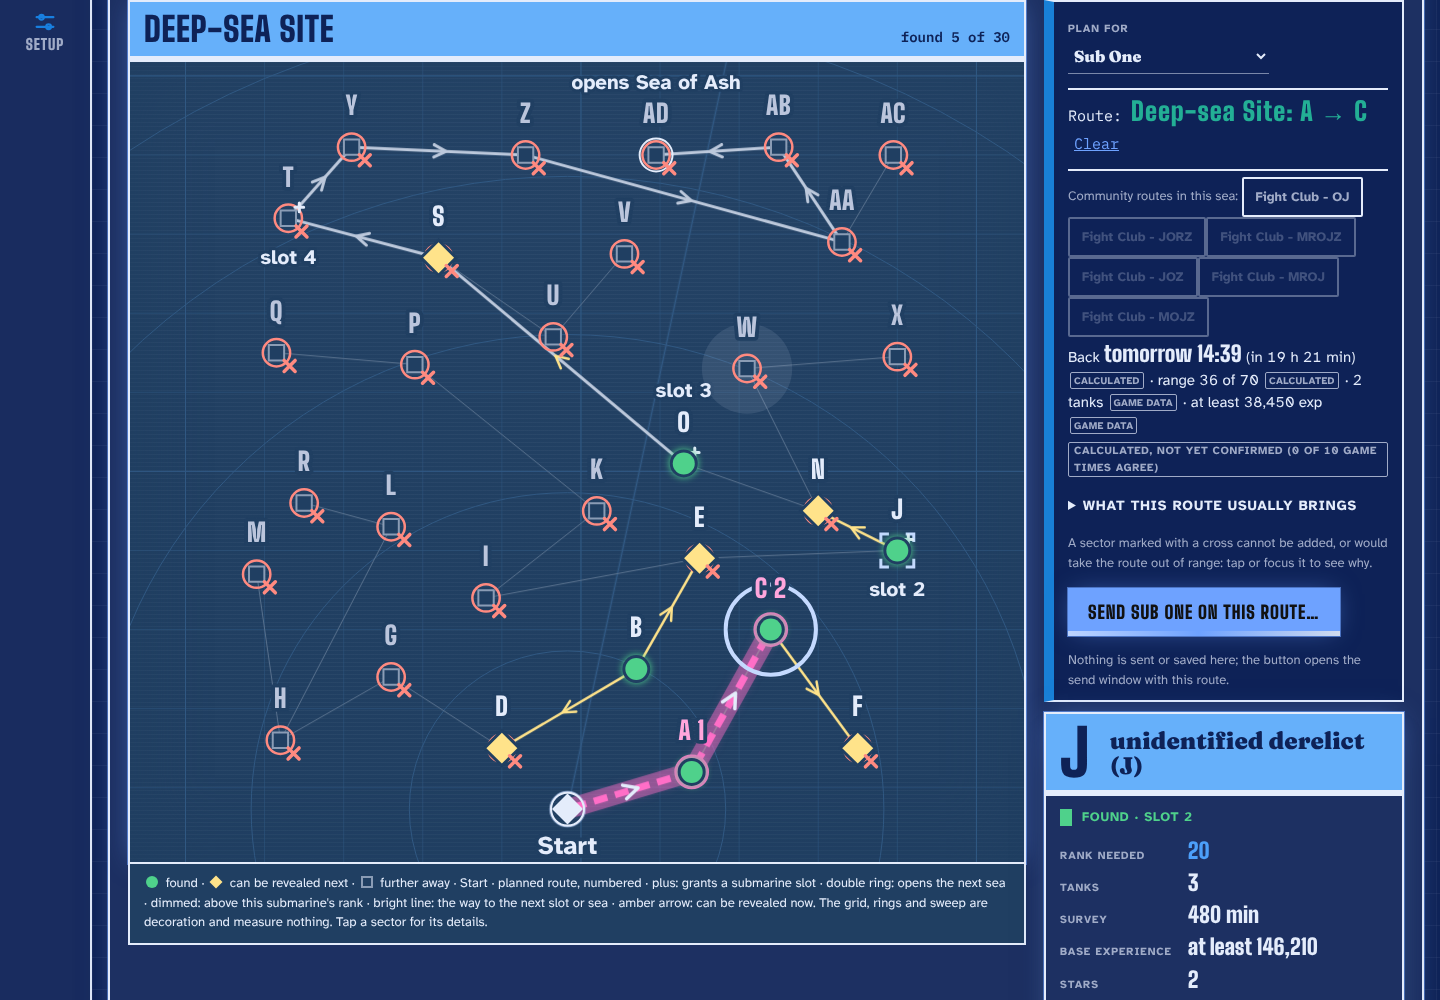 SETUP
DEEP-SEA SITE
found 5 of 30
opens Sea of Ash
Y
Z
AD
AB
AC
T
S
V
AA
slot 4
Q
P
U
W
X
slot 3
O
R
L
K
N
J
M
E
I
slot 2
C 2
B
G
H
D
A 1
F
Start
found · can be revealed next · further away · Start · planned route, numbered · plus: grants a submarine slot · double ring: opens the next sea
· dimmed: above this submarine's rank · bright line: the way to the next slot or sea · amber arrow: can be revealed now. The grid, rings and sweep are
decoration and measure nothing. Tap a sector for its details.
PLAN FOR
Sub One
Route: Deep-sea Site: A → C
Clear
Community routes in this sea: Fight Club - OJ
Fight Club - JORZ Fight Club - MROJZ
Fight Club - JOZ Fight Club - MROJ
Fight Club - MOJZ
Back tomorrow 14:39 (in 19 h 21 min)
CALCULATED · range 36 of 70 CALCULATED · 2
tanks GAME DATA · at least 38,450 exp
GAME DATA
CALCULATED, NOT YET CONFIRMED (0 OF 10 GAME
TIMES AGREE)
WHAT THIS ROUTE USUALLY BRINGS
A sector marked with a cross cannot be added, or would
take the route out of range: tap or focus it to see why.
SEND SUB ONE ON THIS ROUTE...
Nothing is sent or saved here; the button opens the
send window with this route.
J
unidentified derelict
(J)
FOUND · SLOT 2
RANK NEEDED 20
TANKS 3
SURVEY 480 min
BASE EXPERIENCE at least 146,210
STARS 2